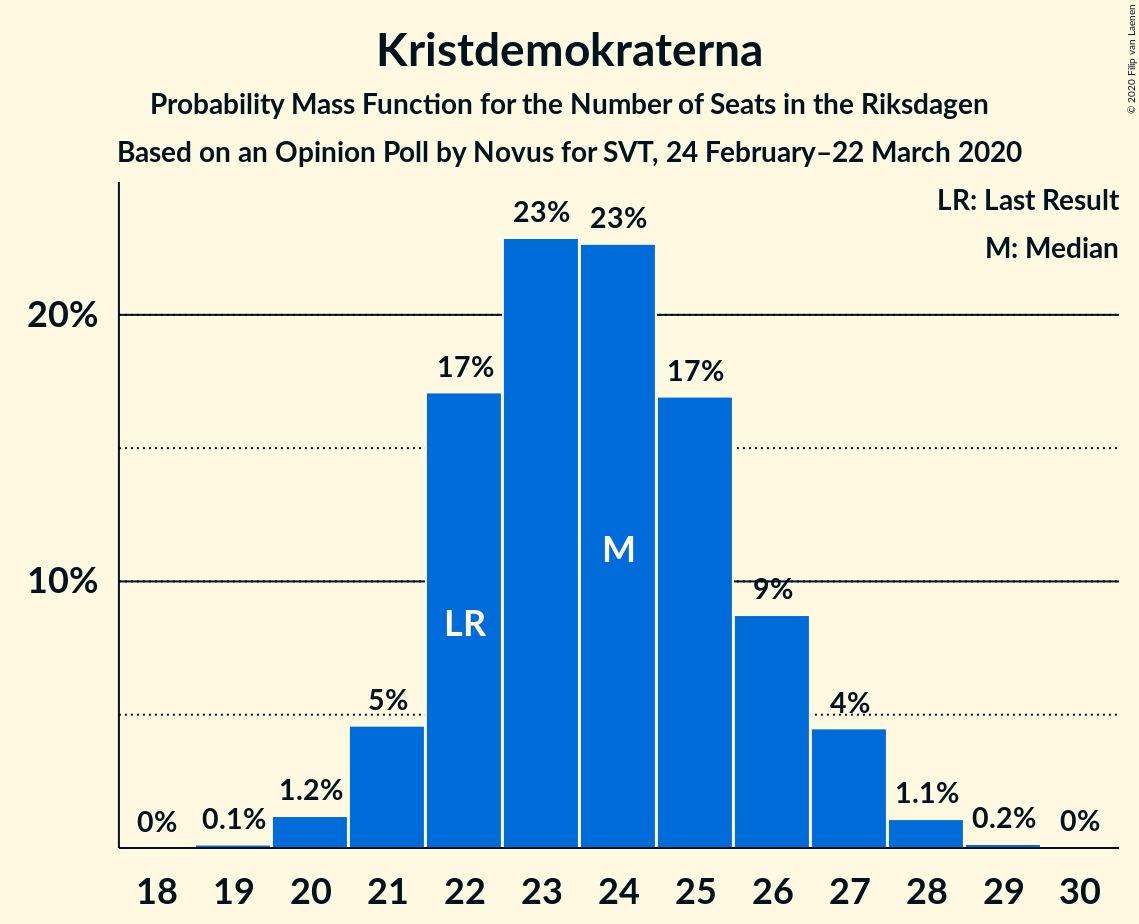 Kristdemokraterna
Probability Mass Function for the Number of Seats in the Riksdagen
Based on an Opinion Poll by Novus for SVT, 24 February–22 March 2020
© 2020 Filip van Laenen
LR: Last Result
M: Median
23% 23%
20%
17% 17%
M
10%
9%
LR
5% 4%
1.2% 1.1%
0% 0.1% 0.2% 0%
18 19 20 21 22 23 24 25 26 27 28 29 30